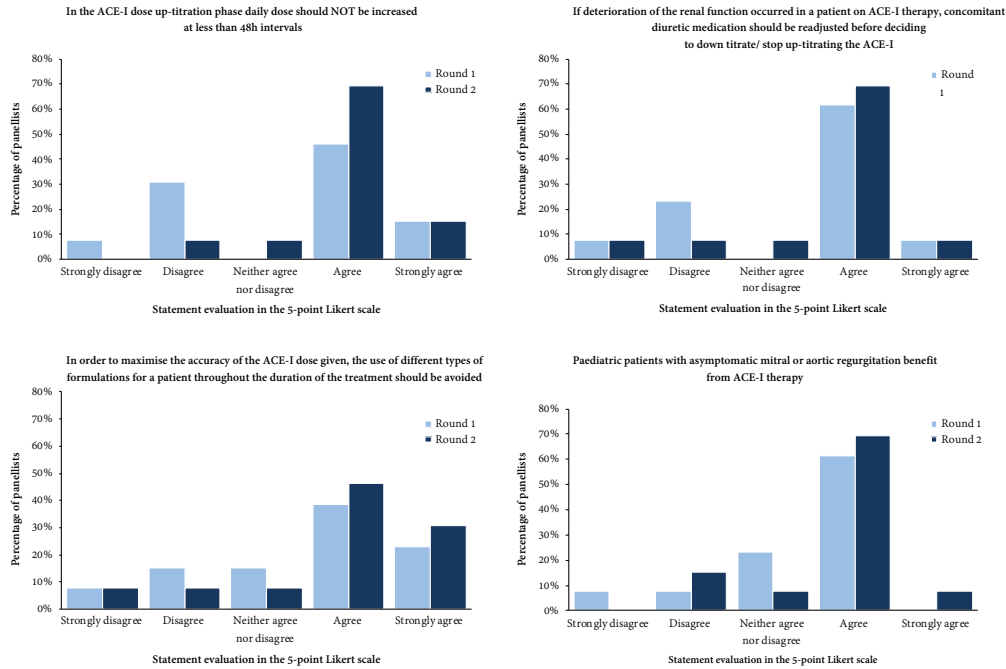 In the ACE-I dose up-titration phase daily dose should NOT be increased
at less than 48h intervals
80%
70%
60%
50%
40%
30%
20%
10%
0%
Percentage of panellists
Round 1
Round 2
Strongly disagree Disagree Neither agree Agree Strongly agree
nor disagree
Statement evaluation in the 5-point Likert scale
If deterioration of the renal function occurred in a patient on ACE-I therapy, concomitant
diuretic medication should be readjusted before deciding
to down titrate/ stop up-titrating the ACE-I
80%
70%
60%
50%
40%
30%
20%
10%
0%
Percentage of panellists
Round
1
Strongly disagree Disagree Neither agree Agree Strongly agree
nor disagree
Statement evaluation in the 5-point Likert scale
In order to maximise the accuracy of the ACE-I dose given, the use of different types of
formulations for a patient throughout the duration of the treatment should be avoided
80%
70%
60%
50%
40%
30%
20%
10%
0%
Percentage of panellists
Round 1
Round 2
Strongly disagree Disagree Neither agree Agree Strongly agree
nor disagree
Statement evaluation in the 5-point Likert scale
Paediatric patients with asymptomatic mitral or aortic regurgitation benefit
from ACE-I therapy
80%
70%
60%
50%
40%
30%
20%
10%
0%
Percentage of panellists
Round 1
Round 2
Strongly disagree Disagree Neither agree Agree Strongly agree
nor disagree
Statement evaluation in the 5-point Likert scale